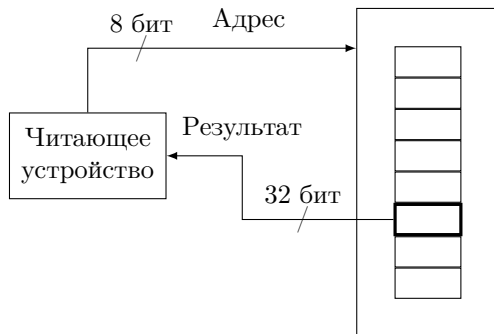 8 бит
Адрес
Читающее
устройство
Результат
32 бит